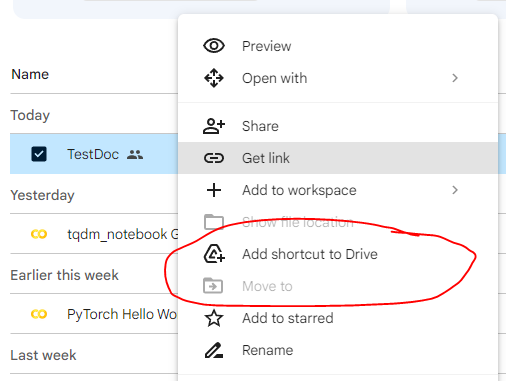 Name
Today
TestDoc
Yesterday
tqdm_notebook G
Earlier this week
PyTorch Hello Wo
Last week
Preview
Open with
Share
Get link
Add to workspace
Show file location
Add shortcut to Drive
Move to
Add to starred
Rename